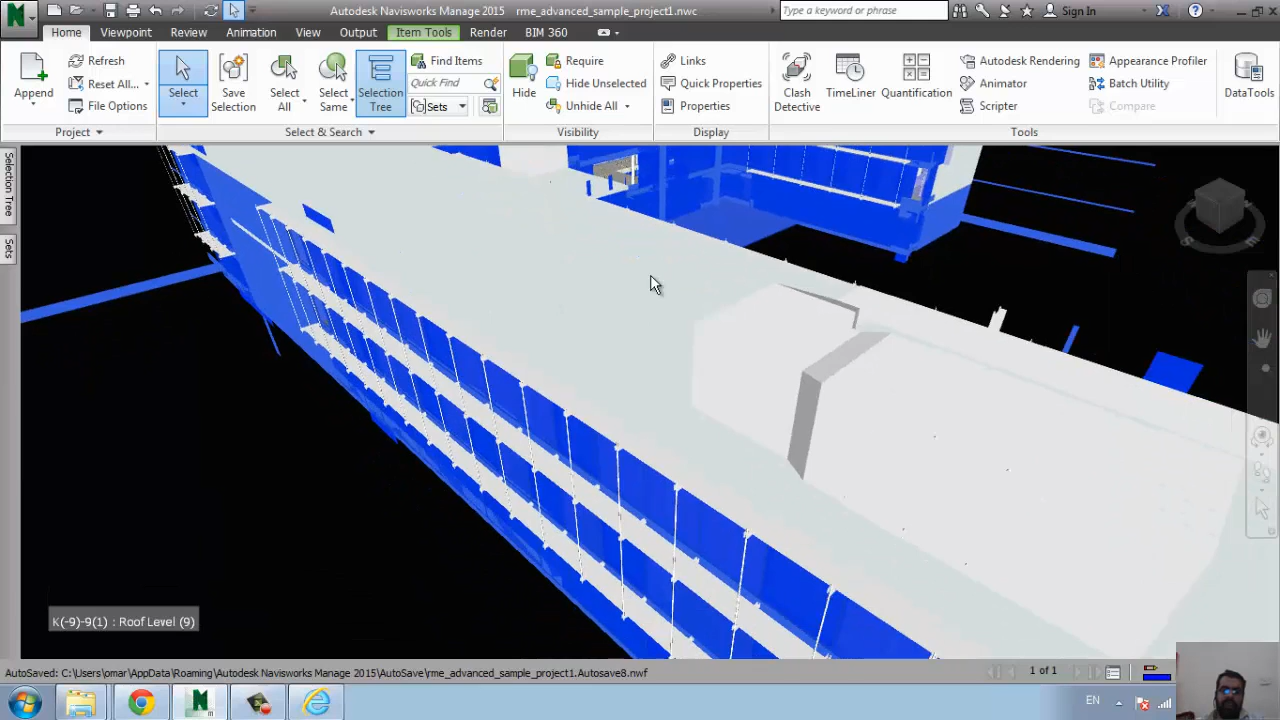 Autodesk Navisworks Manage 2015 rme_advanced_sample_project1.nwc
Type a keyword or phrase
Sign In
Home Viewpoint Review Animation View Output Item Tools Render BIM 360
Append
Refresh
Reset All...
File Options
Project
Select
Save Selection
Select All
Select Same
Selection Tree
Find Items
Quick Find
Sets
Select & Search
Hide
Require
Hide Unselected
Unhide All
Visibility
Links
Quick Properties
Properties
Display
Clash Detective
TimeLiner
Quantification
Autodesk Rendering
Animator
Scripter
Appearance Profiler
Batch Utility
Compare
DataTools
Tools
Selection Tree
Sets
S
E
K(-9)-9(1) : Roof Level (9)
AutoSaved: C:\Users\omar\AppData\Roaming\Autodesk Navisworks Manage 2015\AutoSave\rme_advanced_sample_project1.Autosave8.nwf
1 of 1
EN